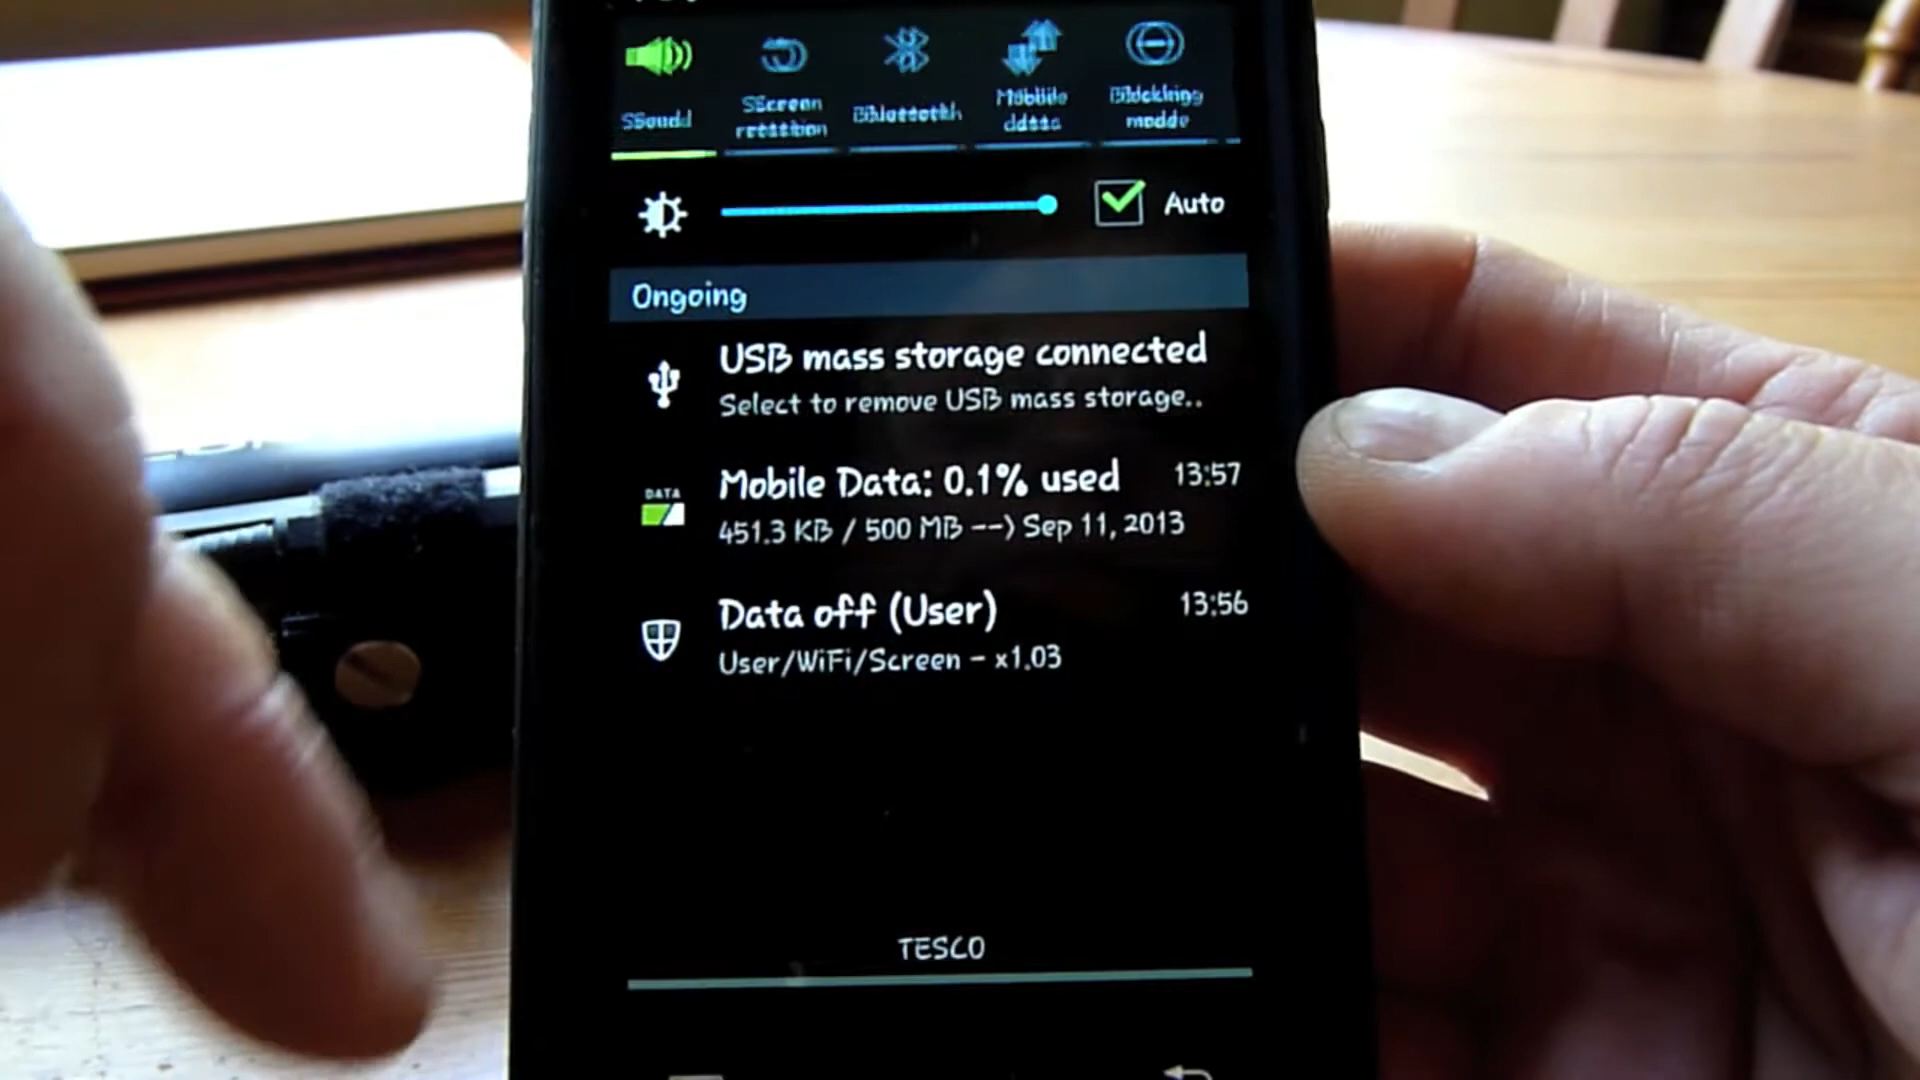 Sound
Screen
rotation
Bluetooth
Mobile
data
Blocking
mode
Auto
Ongoing
USB mass storage connected
Select to remove USB mass storage..
Mobile Data: 0.1% used 13:57
DATA
451.3 KB / 500 MB --> Sep 11, 2013
Data off (User) 13:56
User/WiFi/Screen - x1.03
TESCO